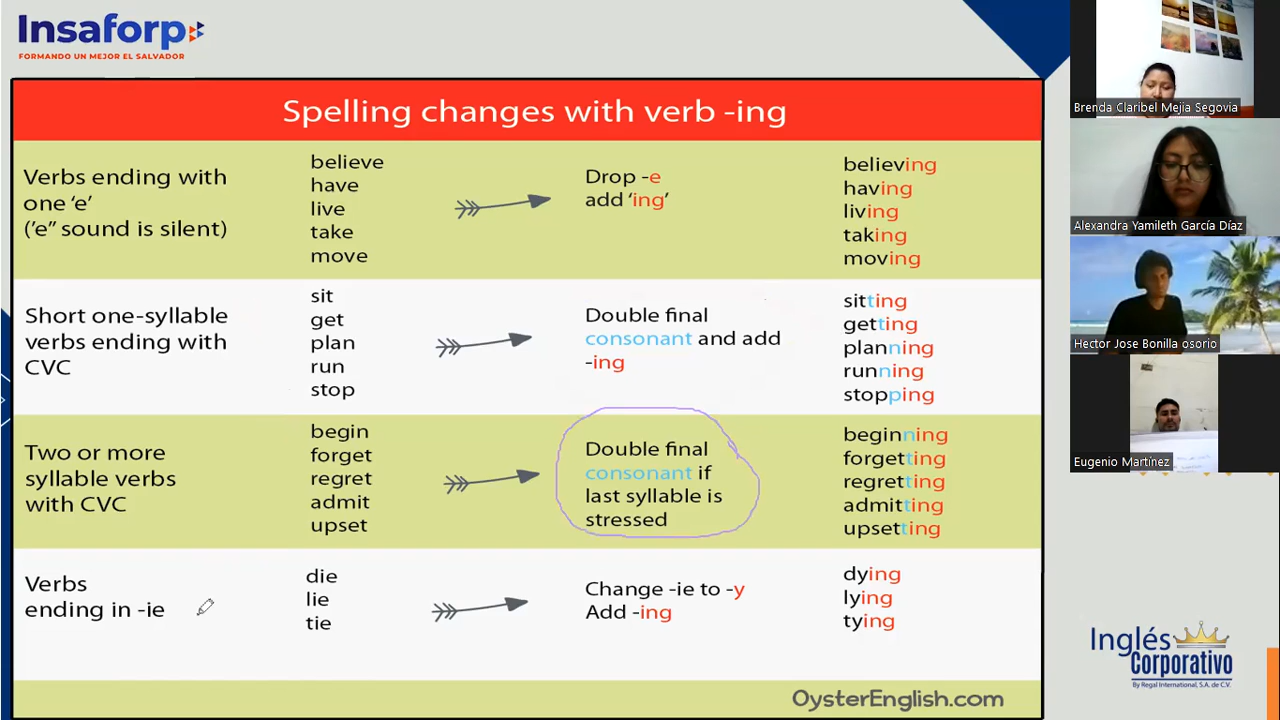 Insaforp
FORMANDO UN MEJOR EL SALVADOR
Spelling changes with verb -ing
Verbs ending with
one ‘e’
(’e” sound is silent)
believe
have
live
take
move
Drop -e
add ‘ing’
believing
having
living
taking
moving
Short one-syllable
verbs ending with
CVC
sit
get
plan
run
stop
Double final
consonant and add
-ing
sitting
getting
planning
running
stopping
Two or more
syllable verbs
with CVC
begin
forget
regret
admit
upset
Double final
consonant if
last syllable is
stressed
beginning
forgetting
regretting
admitting
upsetting
Verbs
ending in -ie
die
lie
tie
Change -ie to -y
Add -ing
dying
lying
tying
OysterEnglish.com
Brenda Claribel Mejia Segovia
Alexandra Yamileth García Díaz
Hector Jose Bonilla osorio
Eugenio Martínez
Inglés
Corporativo
By Regal International, S.A. de C.V.